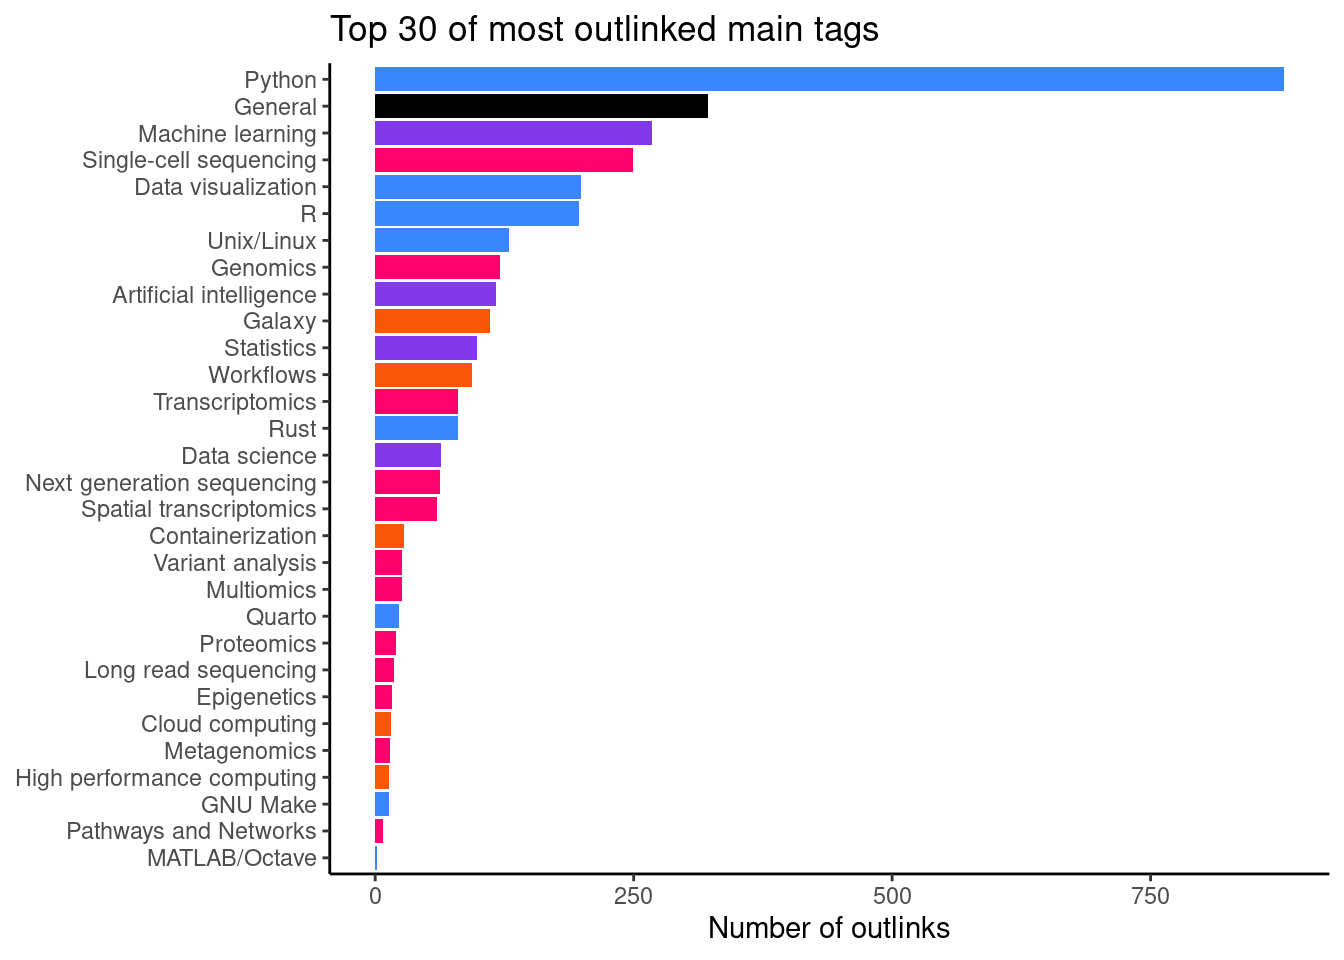 Top 30 of most outlinked main tags
Python
General
Machine learning
Single-cell sequencing
Data visualization
R
Unix/Linux
Genomics
Artificial intelligence
Galaxy
Statistics
Workflows
Transcriptomics
Rust
Data science
Next generation sequencing
Spatial transcriptomics
Containerization
Variant analysis
Multiomics
Quarto
Proteomics
Long read sequencing
Epigenetics
Cloud computing
Metagenomics
High performance computing
GNU Make
Pathways and Networks
MATLAB/Octave
0 250 500 750
Number of outlinks